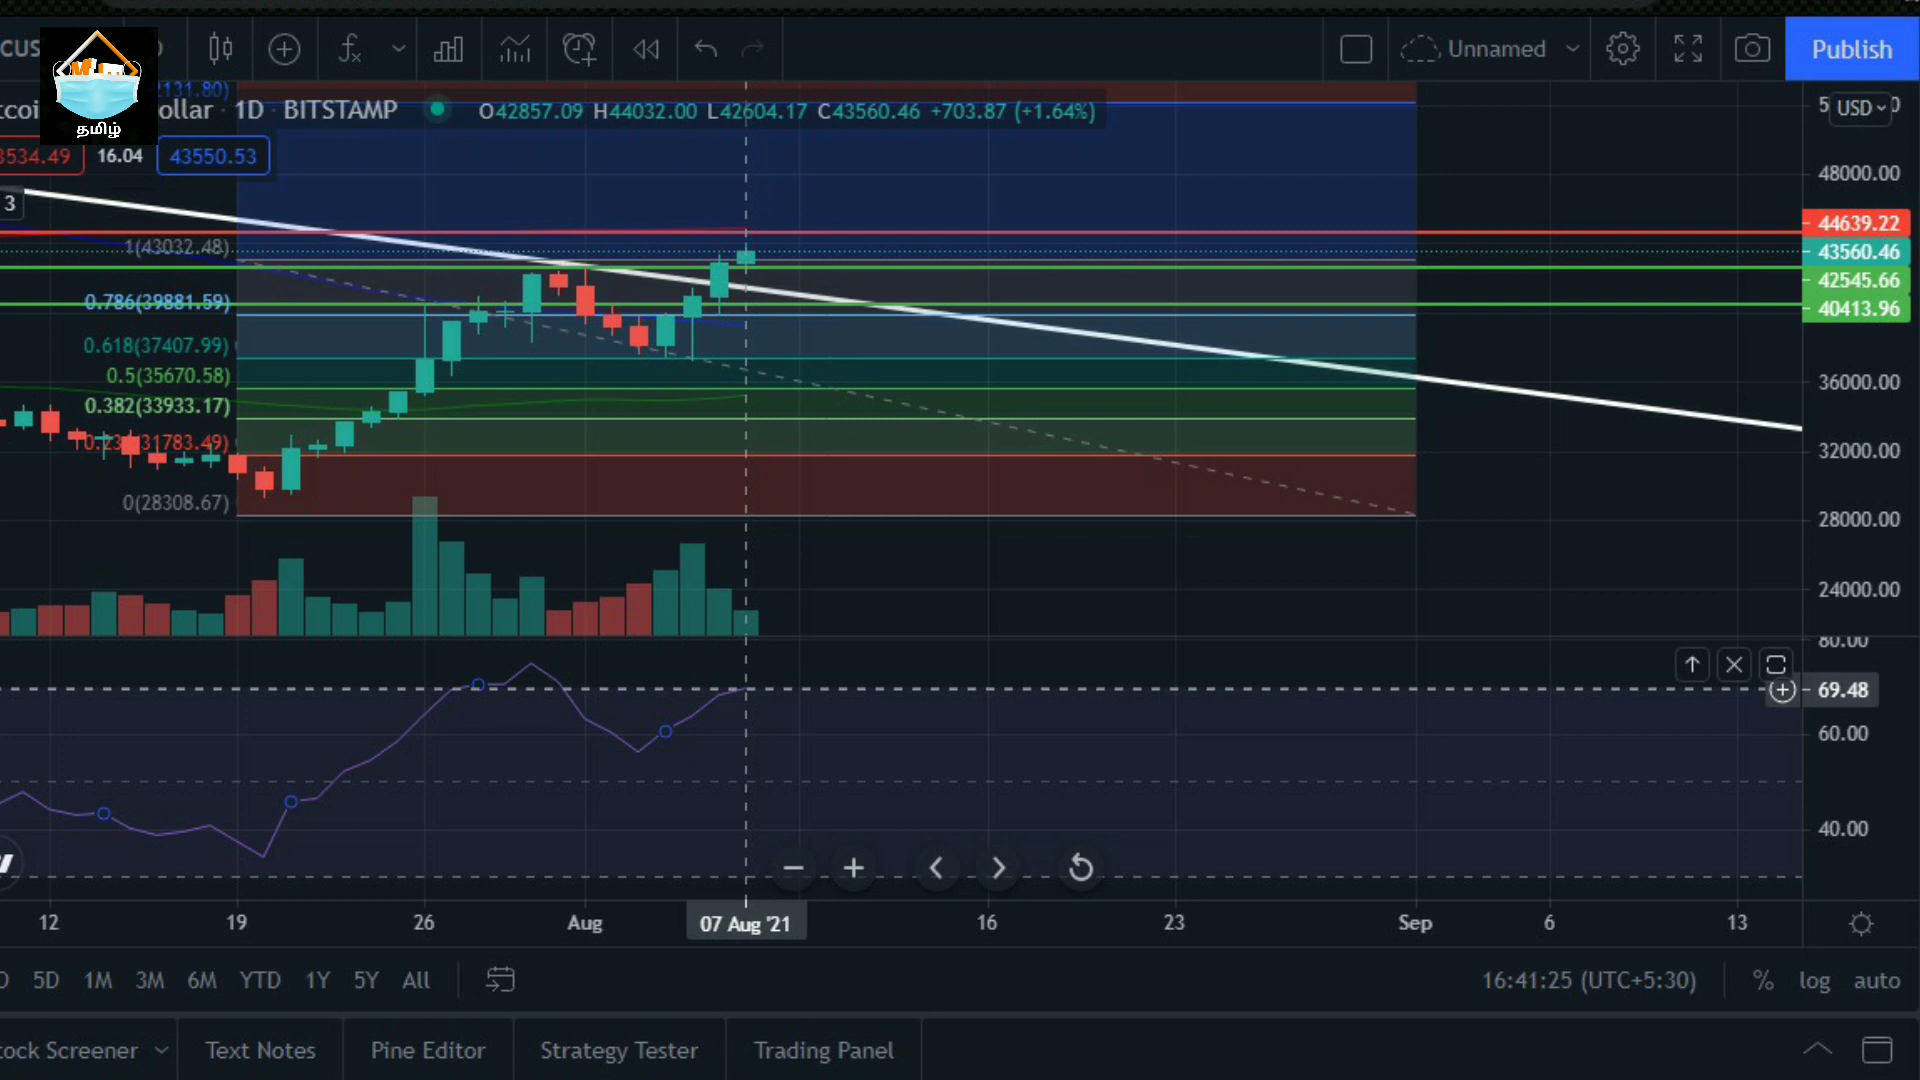 Unnamed
Publish
1D BITSTAMP
O42857.09 H44032.00 L42604.17 C43560.46 +703.87 (+1.64%)
USD
தமிழ்
16.04
43550.53
3
48000.00
44639.22
1(43032.48)
43560.46
42545.66
0.786(39881.59)
40413.96
0.618(37407.99)
0.5(35670.58)
36000.00
0.382(33933.17)
32000.00
0(28308.67)
28000.00
24000.00
80.00
69.48
60.00
40.00
12 19 26 Aug 07 Aug '21 16 23 Sep 6 13
5D 1M 3M 6M YTD 1Y 5Y All
16:41:25 (UTC+5:30) % log auto
Screener Text Notes Pine Editor Strategy Tester Trading Panel